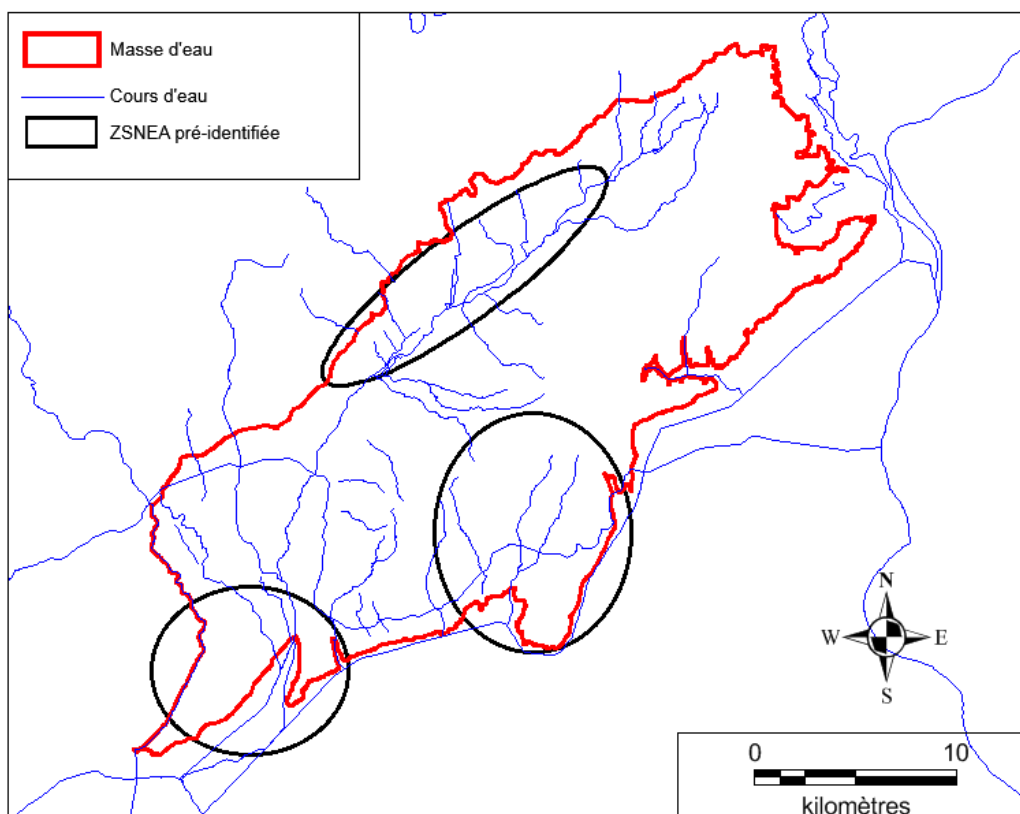 Masse d'eau
Cours d'eau
ZSNEA pré-identifiée
N
W E
S
0 10
kilomètres